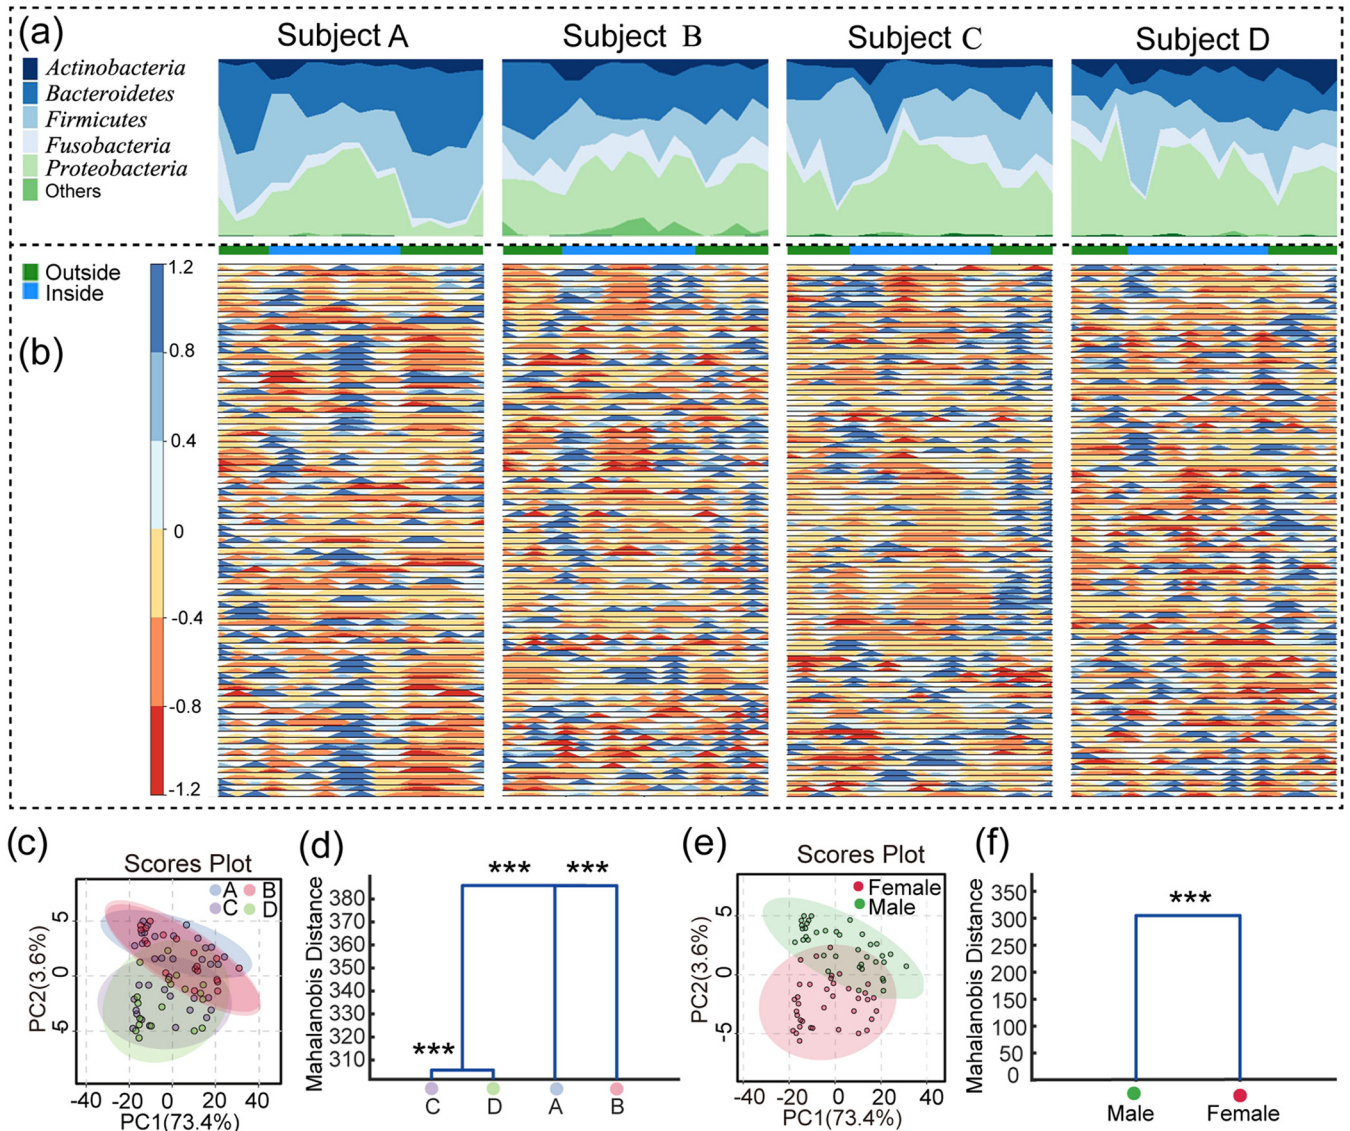 (a)
Subject A
Subject B
Subject C
Subject D
Actinobacteria
Bacteroidetes
Firmicutes
Fusobacteria
Proteobacteria
Others
Outside
Inside
(b)
1.2
0.8
0.4
0
-0.4
-0.8
-1.2
(c)
Scores Plot
A
B
C
D
PC2(3.6%)
5
0
-5
-40
-20
0
20
40
PC1(73.4%)
(d)
Mahalanobis Distance
380
370
360
350
340
330
320
310
***
***
***
C
D
A
B
(e)
Scores Plot
Female
Male
PC2(3.6%)
5
0
-5
-40
-20
0
20
40
PC1(73.4%)
(f)
Mahalanobis Distance
350
300
250
200
150
100
50
0
***
Male
Female